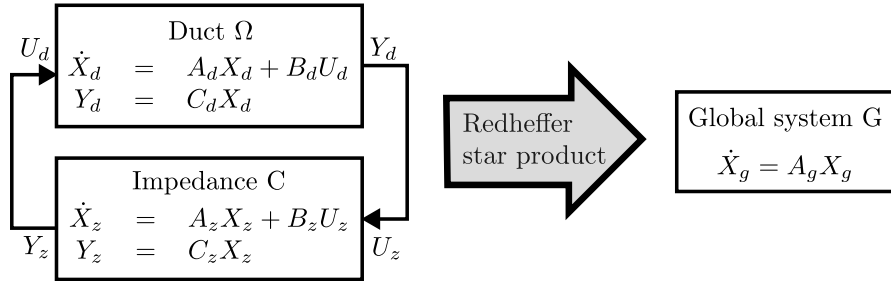 Duct Ω
U_d
Y_d
Ẋ_d = A_d X_d + B_d U_d
Y_d = C_d X_d
Impedance C
Ẋ_z = A_z X_z + B_z U_z
Y_z = C_z X_z
Y_z
U_z
Redheffer
star product
Global system G
Ẋ_g = A_g X_g